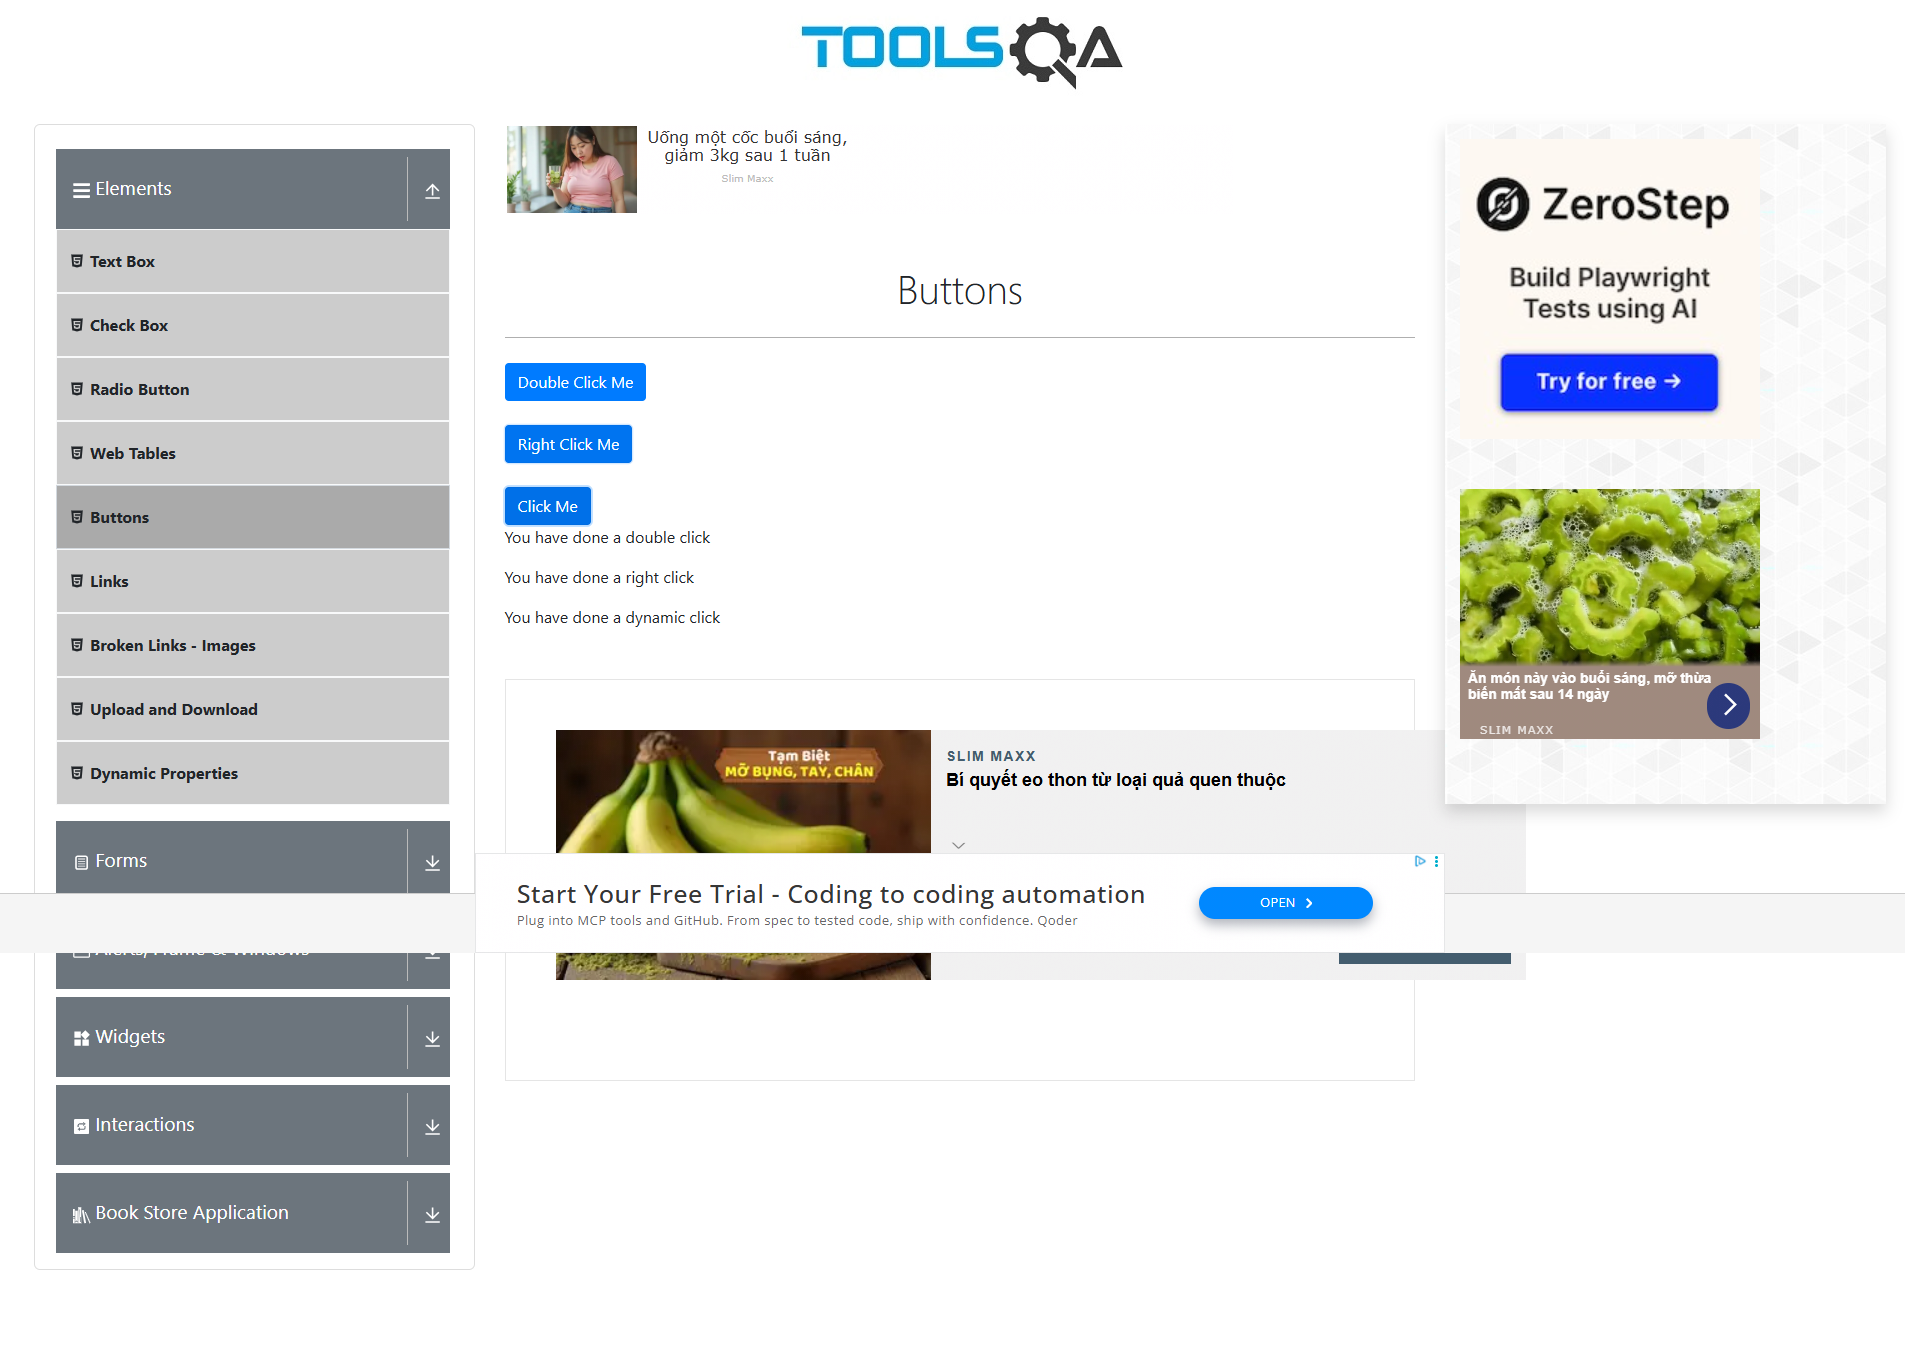 TOOLSQA
Elements
Text Box
Check Box
Radio Button
Web Tables
Buttons
Links
Broken Links - Images
Upload and Download
Dynamic Properties
Forms
Alerts, Frame & Windows
Widgets
Interactions
Book Store Application
Uống một cốc buổi sáng,
giảm 3kg sau 1 tuần
Slim Maxx
Buttons
Double Click Me
Right Click Me
Click Me
You have done a double click
You have done a right click
You have done a dynamic click
Tạm Biệt
MỠ BỤNG, TAY, CHÂN
SLIM MAXX
Bí quyết eo thon từ loại quả quen thuộc
Start Your Free Trial - Coding to coding automation
Plug into MCP tools and GitHub. From spec to tested code, ship with confidence. Qoder
OPEN
ZeroStep
Build Playwright
Tests using AI
Try for free →
Ăn món này vào buổi sáng, mỡ thừa
biến mất sau 14 ngày
SLIM MAXX